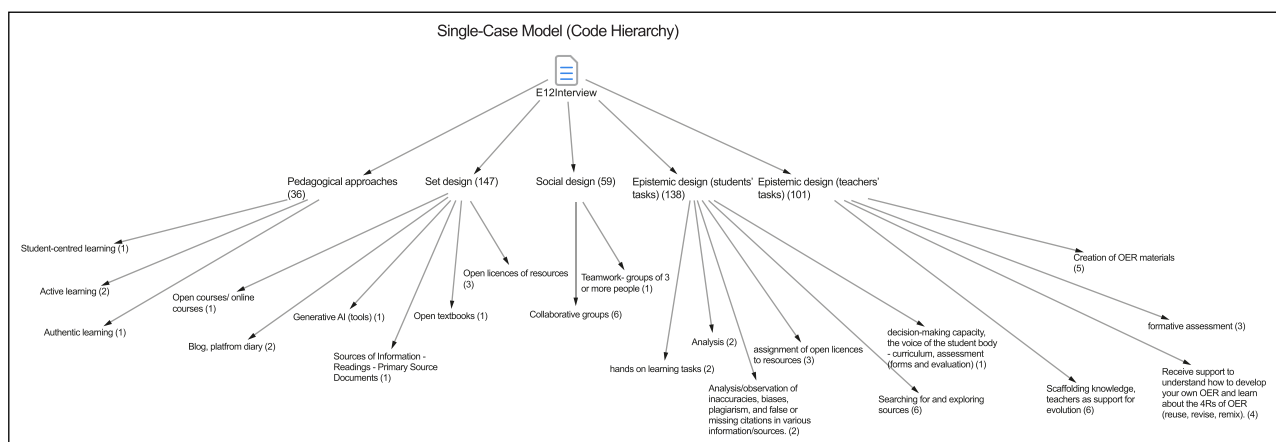 Single-Case Model (Code Hierarchy)
E12Interview
Pedagogical approaches
(36)
Set design (147)
Social design (59)
Epistemic design (students'
tasks) (138)
Epistemic design (teachers'
tasks) (101)
Student-centred learning (1)
Active learning (2)
Authentic learning (1)
Open courses/ online
courses (1)
Blog, platfrom diary (2)
Generative AI (tools) (1)
Sources of Information -
Readings - Primary Source
Documents (1)
Open textbooks (1)
Open licences of resources
(3)
Teamwork- groups of 3
or more people (1)
Collaborative groups (6)
hands on learning tasks (2)
Analysis (2)
Analysis/observation of
inaccuracies, biases,
plagiarism, and false or
missing citations in various
information/sources. (2)
assignment of open licences
to resources (3)
Searching for and exploring
sources (6)
decision-making capacity,
the voice of the student body
- curriculum, assessment
(forms and evaluation) (1)
Scaffolding knowledge,
teachers as support for
evolution (6)
Creation of OER materials
(5)
formative assessment (3)
Receive support to
understand how to develop
your own OER and learn
about the 4Rs of OER
(reuse, revise, remix). (4)